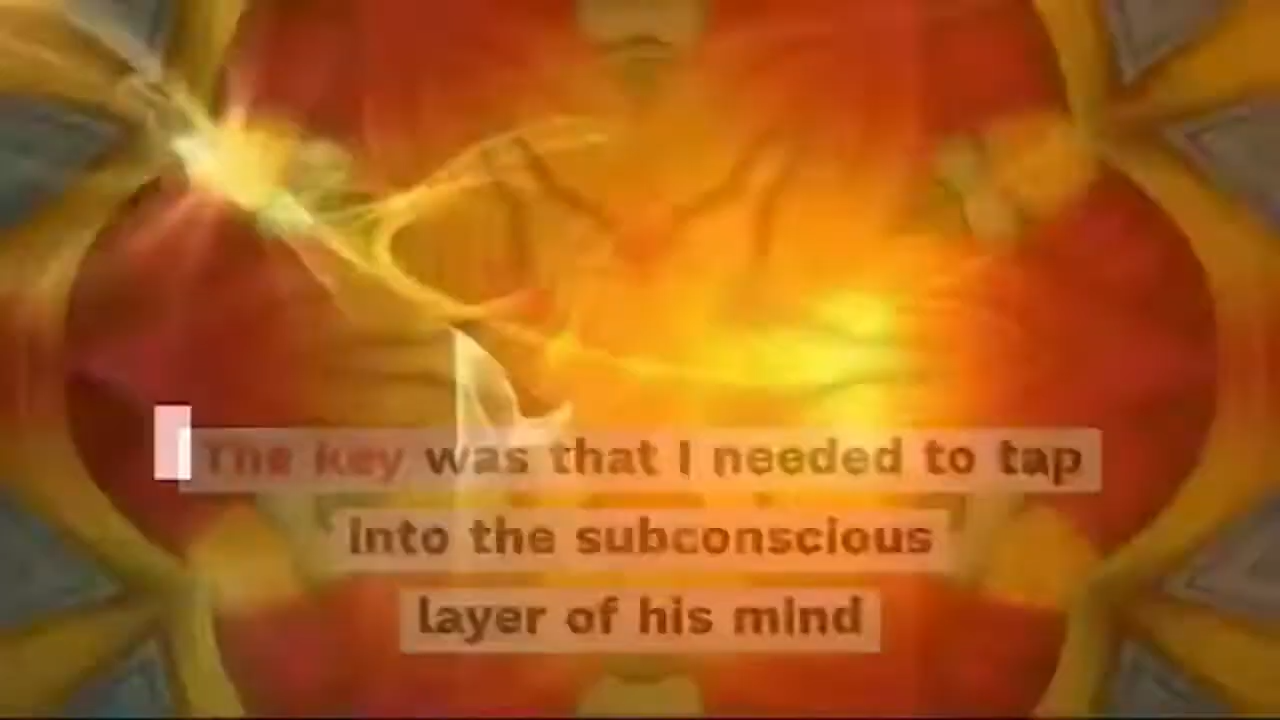 The key was that I needed to tap
into the subconscious
layer of his mind